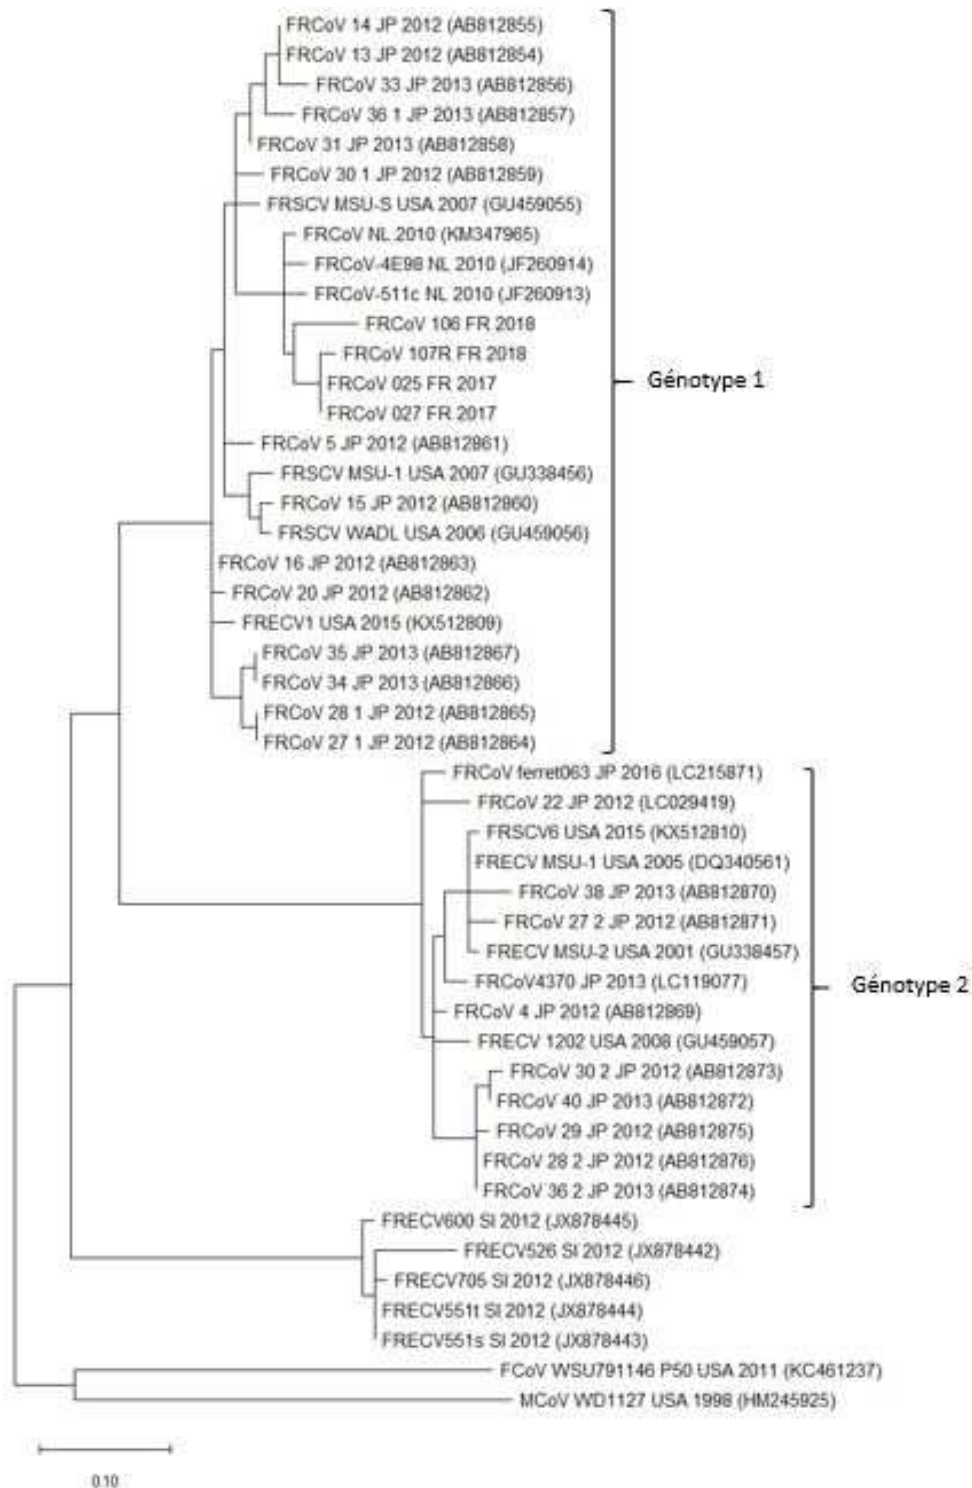 FRCoV 14 JP 2012 (AB812855)
FRCoV 13 JP 2012 (AB812854)
FRCoV 33 JP 2013 (AB812856)
FRCoV 36 1 JP 2013 (AB812857)
FRCoV 31 JP 2013 (AB812858)
FRCoV 30 1 JP 2012 (AB812859)
FRSCV MSU-S USA 2007 (GU459055)
FRCoV NL 2010 (KM347965)
FRCoV-4E98 NL 2010 (JF260914)
FRCoV-511c NL 2010 (JF260913)
FRCoV 106 FR 2018
FRCoV 107R FR 2018
Génotype 1
FRCoV 025 FR 2017
FRCoV 027 FR 2017
FRCoV 5 JP 2012 (AB812861)
FRSCV MSU-1 USA 2007 (GU338456)
FRCoV 15 JP 2012 (AB812860)
FRSCV WADL USA 2006 (GU459056)
FRCoV 16 JP 2012 (AB812863)
FRCoV 20 JP 2012 (AB812862)
FRECV1 USA 2015 (KX512809)
FRCoV 35 JP 2013 (AB812867)
FRCoV 34 JP 2013 (AB812866)
FRCoV 28 1 JP 2012 (AB812865)
FRCoV 27 1 JP 2012 (AB812864)
FRCoV ferret063 JP 2016 (LC215871)
FRCoV 22 JP 2012 (LC029419)
FRSCV6 USA 2015 (KX512810)
FRECV MSU-1 USA 2005 (DQ340561)
FRCoV 38 JP 2013 (AB812870)
FRCoV 27 2 JP 2012 (AB812871)
FRECV MSU-2 USA 2001 (GU338457)
FRCoV4370 JP 2013 (LC119077)
Génotype 2
FRCoV 4 JP 2012 (AB812869)
FRECV 1202 USA 2008 (GU459057)
FRCoV 30 2 JP 2012 (AB812873)
FRCoV 40 JP 2013 (AB812872)
FRCoV 29 JP 2012 (AB812875)
FRCoV 28 2 JP 2012 (AB812876)
FRCoV 36 2 JP 2013 (AB812874)
FRECV600 SI 2012 (JX878445)
FRECV526 SI 2012 (JX878442)
FRECV705 SI 2012 (JX878446)
FRECV551t SI 2012 (JX878444)
FRECV551s SI 2012 (JX878443)
FCoV WSU791146 P50 USA 2011 (KC461237)
MCoV WD1127 USA 1998 (HM245925)
0.10